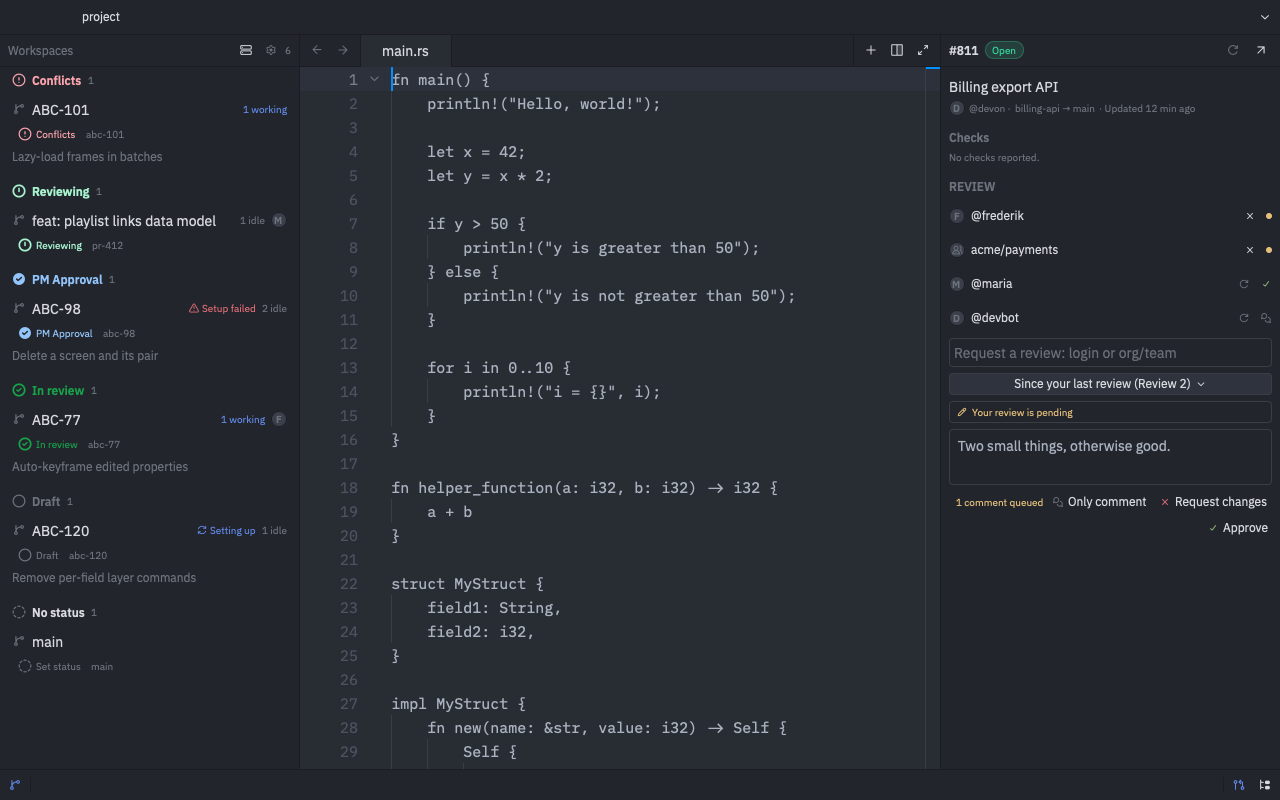 project
Workspaces 6
Conflicts 1
ABC-101 1 working
Conflicts abc-101
Lazy-load frames in batches
Reviewing 1
feat: playlist links data model 1 idle M
Reviewing pr-412
PM Approval 1
ABC-98 Setup failed 2 idle
PM Approval abc-98
Delete a screen and its pair
In review 1
ABC-77 1 working F
In review abc-77
Auto-keyframe edited properties
Draft 1
ABC-120 Setting up 1 idle
Draft abc-120
Remove per-field layer commands
No status 1
main
Set status main
main.rs
1 fn main() {
2 println!("Hello, world!");
3
4 let x = 42;
5 let y = x * 2;
6
7 if y > 50 {
8 println!("y is greater than 50");
9 } else {
10 println!("y is not greater than 50");
11 }
12
13 for i in 0..10 {
14 println!("i = {}", i);
15 }
16 }
17
18 fn helper_function(a: i32, b: i32) -> i32 {
19 a + b
20 }
21
22 struct MyStruct {
23 field1: String,
24 field2: i32,
25 }
26
27 impl MyStruct {
28 fn new(name: &str, value: i32) -> Self {
29 Self {
#811 Open
Billing export API
D @devon · billing-api → main · Updated 12 min ago
Checks
No checks reported.
REVIEW
F @frederik
acme/payments
M @maria
D @devbot
Request a review: login or org/team
Since your last review (Review 2)
Your review is pending
Two small things, otherwise good.
1 comment queued Only comment Request changes
Approve